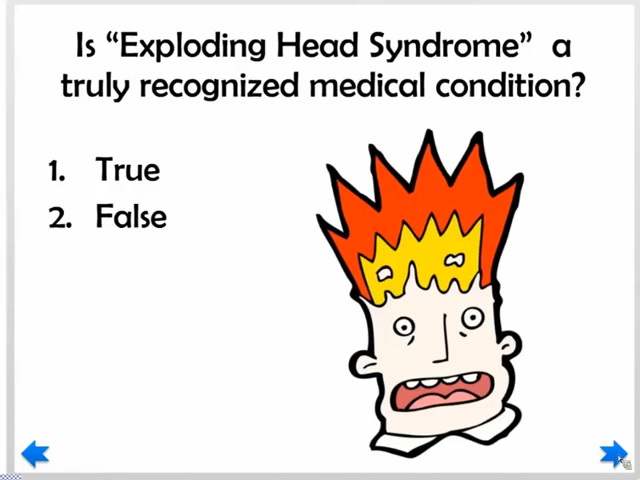 Is “Exploding Head Syndrome” a
truly recognized medical condition?
1. True
2. False